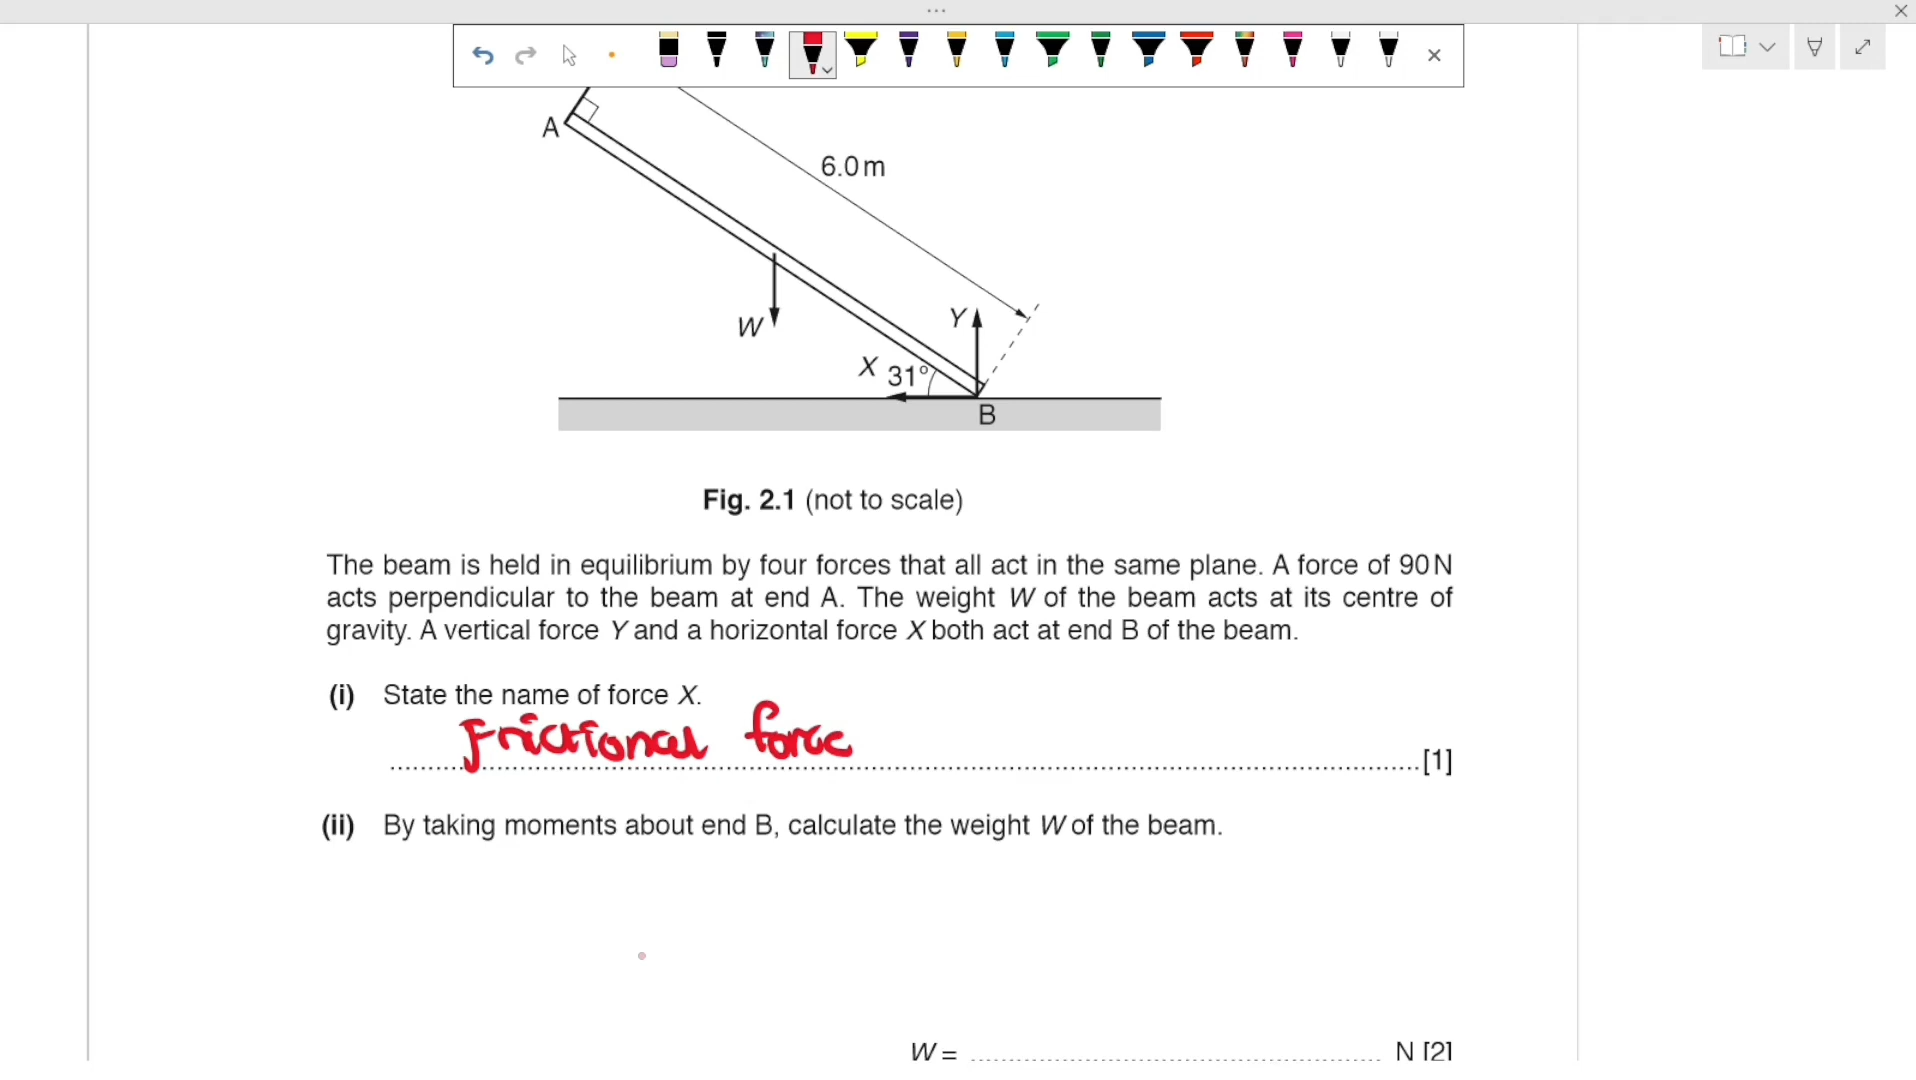 A
6.0 m
W
Y
X 31°
B
Fig. 2.1 (not to scale)
The beam is held in equilibrium by four forces that all act in the same plane. A force of 90 N
acts perpendicular to the beam at end A. The weight W of the beam acts at its centre of
gravity. A vertical force Y and a horizontal force X both act at end B of the beam.
(i) State the name of force X.
Frictional force
[1]
(ii) By taking moments about end B, calculate the weight W of the beam.
W = N [2]